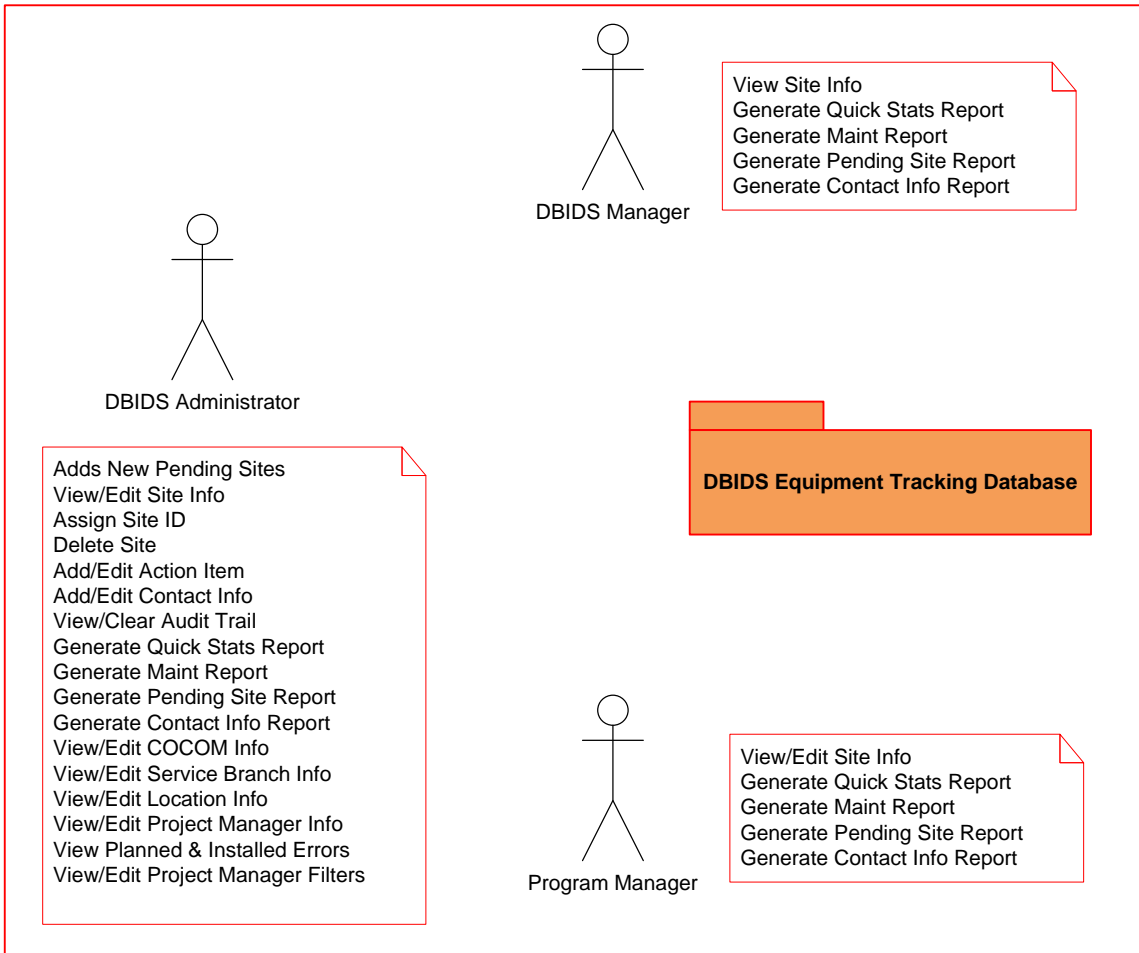 View Site Info
Generate Quick Stats Report
Generate Maint Report
Generate Pending Site Report
Generate Contact Info Report
DBIDS Manager
DBIDS Administrator
Adds New Pending Sites
View/Edit Site Info
Assign Site ID
Delete Site
Add/Edit Action Item
Add/Edit Contact Info
View/Clear Audit Trail
Generate Quick Stats Report
Generate Maint Report
Generate Pending Site Report
Generate Contact Info Report
View/Edit COCOM Info
View/Edit Service Branch Info
View/Edit Location Info
View/Edit Project Manager Info
View Planned & Installed Errors
View/Edit Project Manager Filters
DBIDS Equipment Tracking Database
View/Edit Site Info
Generate Quick Stats Report
Generate Maint Report
Generate Pending Site Report
Generate Contact Info Report
Program Manager